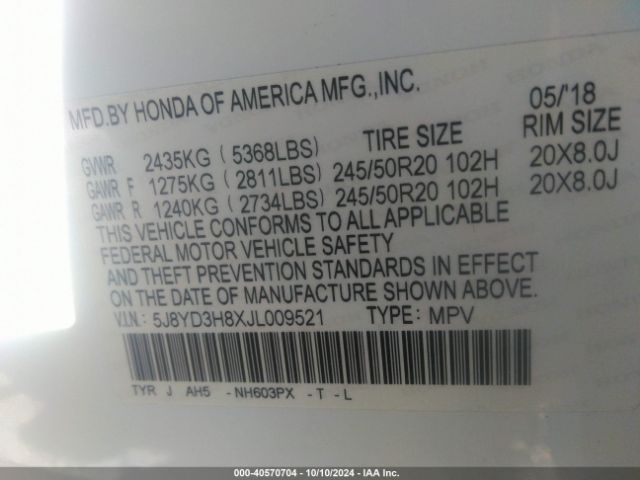 MFD.BY HONDA OF AMERICA MFG.,INC. 05/'18
TIRE SIZE RIM SIZE
GVWR 2435KG ( 5368LBS)
GAWR F 1275KG ( 2811LBS) 245/50R20 102H 20X8.0J
GAWR R 1240KG ( 2734LBS) 245/50R20 102H 20X8.0J
THIS VEHICLE CONFORMS TO ALL APPLICABLE
FEDERAL MOTOR VEHICLE SAFETY
AND THEFT PREVENTION STANDARDS IN EFFECT
ON THE DATE OF MANUFACTURE SHOWN ABOVE.
V.I.N.: 5J8YD3H8XJL009521 TYPE: MPV
TYR J AH5 -NH603PX -T -L
000-40570704 - 10/10/2024 - IAA Inc.